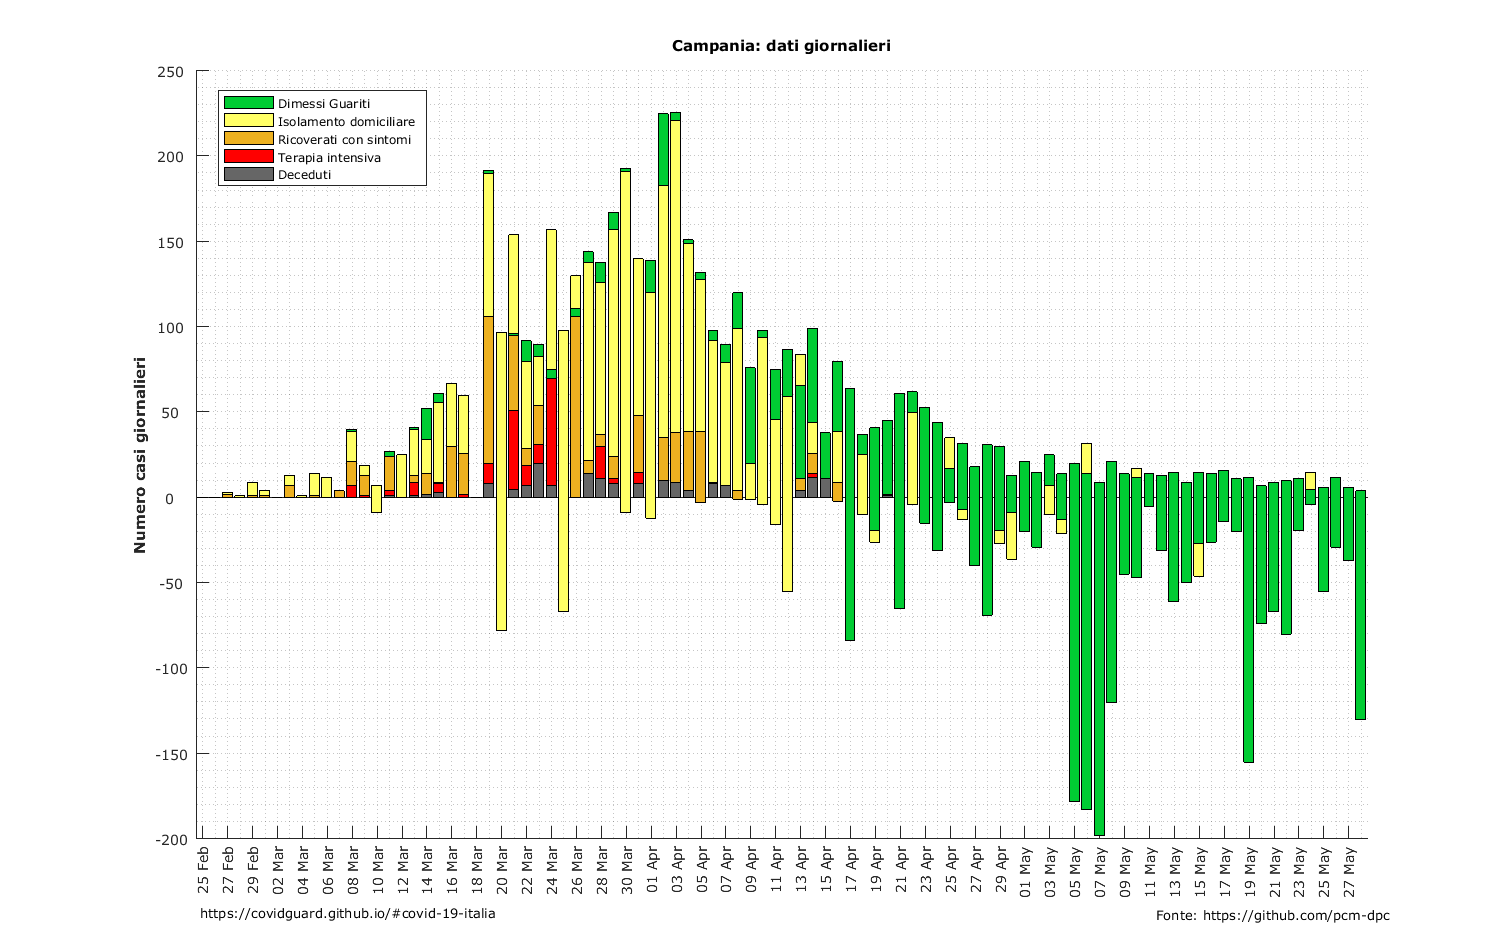 Campania: dati giornalieri
250
200
150
100
50
0
-50
-100
-150
-200
Numero casi giornalieri
Dimessi Guariti
Isolamento domiciliare
Ricoverati con sintomi
Terapia intensiva
Deceduti
25 Feb
27 Feb
29 Feb
02 Mar
04 Mar
06 Mar
08 Mar
10 Mar
12 Mar
14 Mar
16 Mar
18 Mar
20 Mar
22 Mar
24 Mar
26 Mar
28 Mar
30 Mar
01 Apr
03 Apr
05 Apr
07 Apr
09 Apr
11 Apr
13 Apr
15 Apr
17 Apr
19 Apr
21 Apr
23 Apr
25 Apr
27 Apr
29 Apr
01 May
03 May
05 May
07 May
09 May
11 May
13 May
15 May
17 May
19 May
21 May
23 May
25 May
27 May
https://covidguard.github.io/#covid-19-italia
Fonte: https://github.com/pcm-dpc